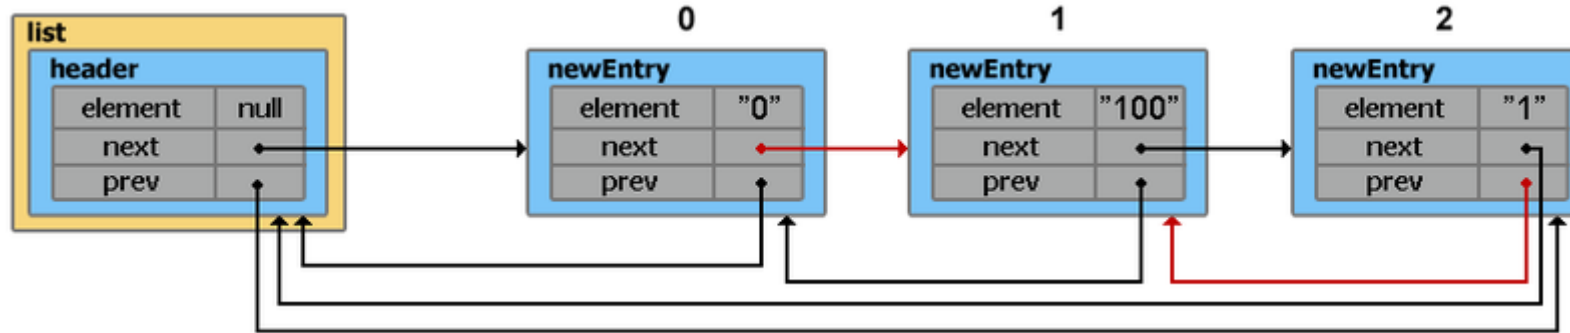 0 1 2
list
header
element null
next
prev
newEntry
element "0"
next
prev
newEntry
element "100"
next
prev
newEntry
element "1"
next
prev